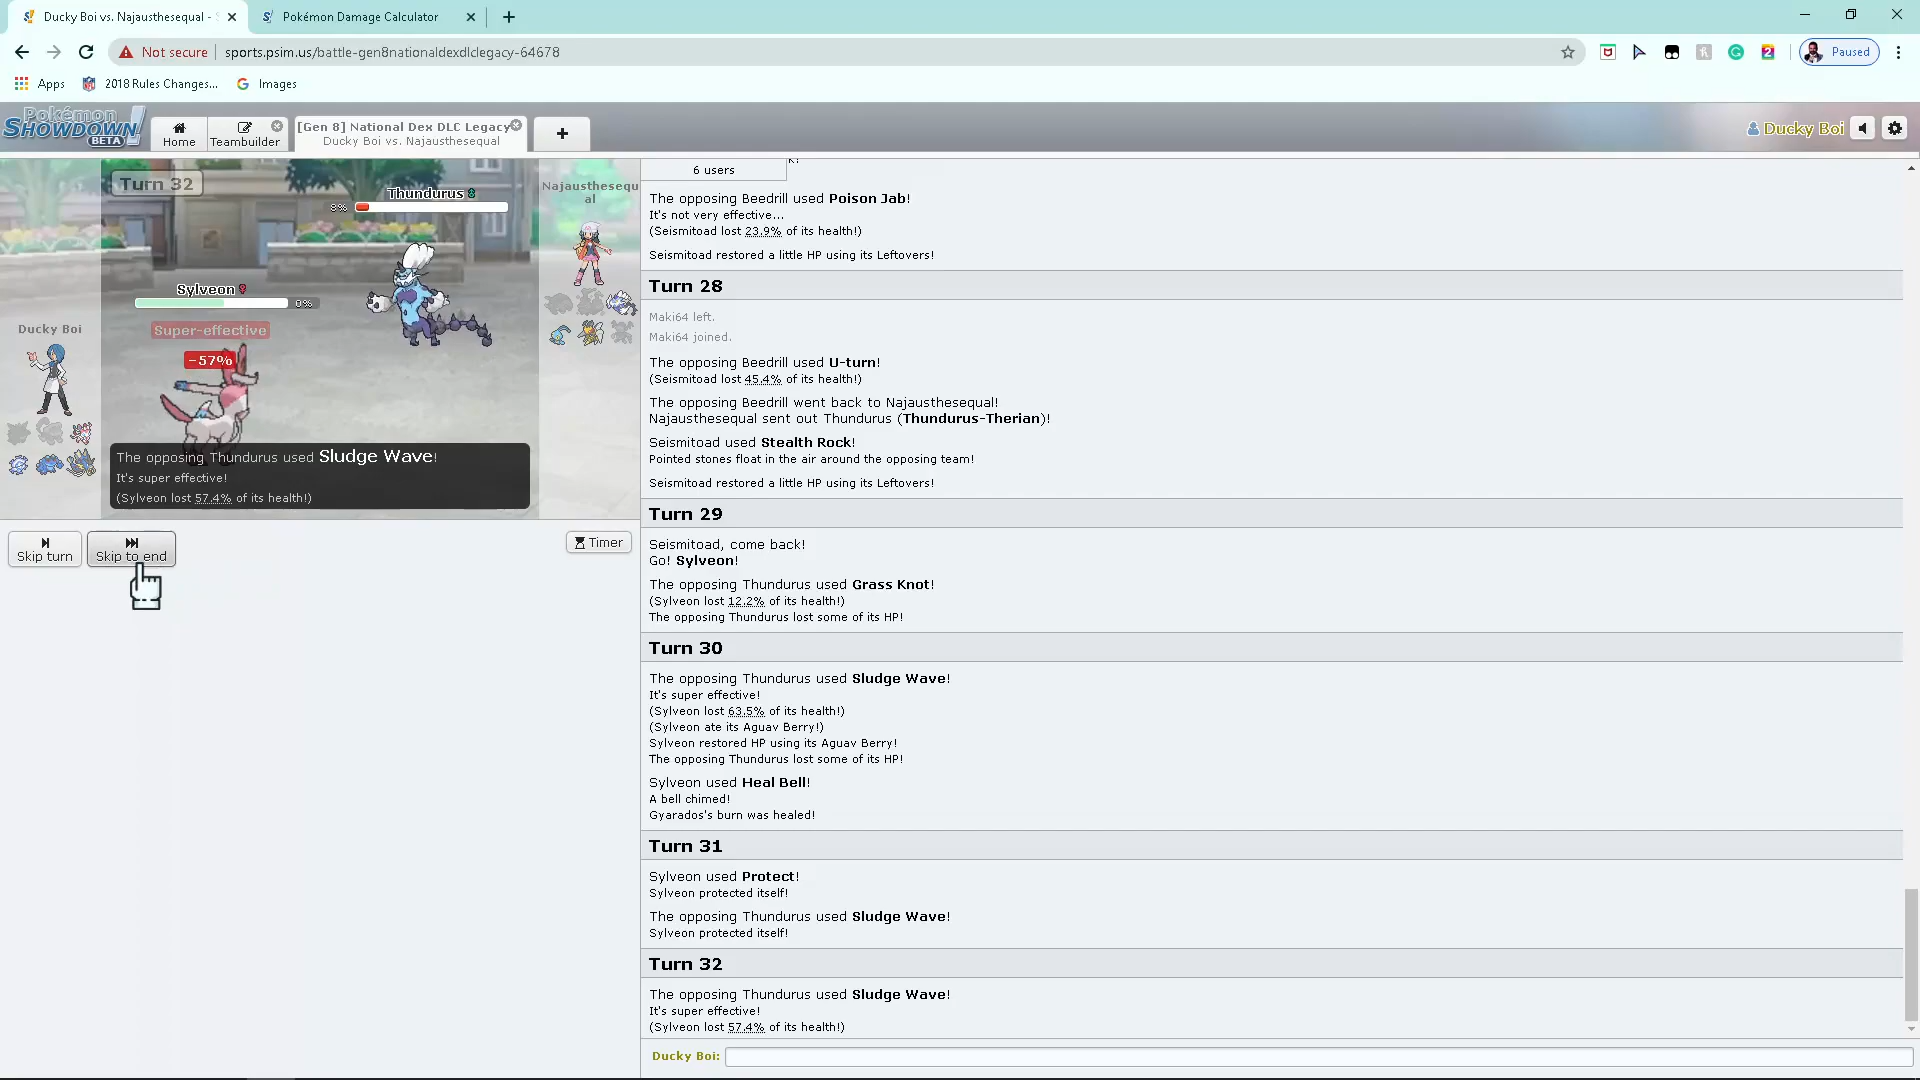 Ducky Boi vs. Najausthesequal - S
Pokémon Damage Calculator
Not secure
sports.psim.us/battle-gen8nationaldexdlclegacy-64678
Paused
Apps
2018 Rules Changes...
Images
Pokémon
SHOWDOWN!
BETA
Home
Teambuilder
[Gen 8] National Dex DLC Legacy
Ducky Boi vs. Najausthesequal
Ducky Boi
Turn 32
Thundurus
8%
Najausthesequ
al
Sylveon
0%
Ducky Boi
Super-effective
-57%
The opposing Thundurus used Sludge Wave!
It's super effective!
(Sylveon lost 57.4% of its health!)
Skip turn
Skip to end
Timer
6 users
The opposing Beedrill used Poison Jab!
It's not very effective...
(Seismitoad lost 23.9% of its health!)
Seismitoad restored a little HP using its Leftovers!
Turn 28
Maki64 left.
Maki64 joined.
The opposing Beedrill used U-turn!
(Seismitoad lost 45.4% of its health!)
The opposing Beedrill went back to Najausthesequal!
Najausthesequal sent out Thundurus (Thundurus-Therian)!
Seismitoad used Stealth Rock!
Pointed stones float in the air around the opposing team!
Seismitoad restored a little HP using its Leftovers!
Turn 29
Seismitoad, come back!
Go! Sylveon!
The opposing Thundurus used Grass Knot!
(Sylveon lost 12.2% of its health!)
The opposing Thundurus lost some of its HP!
Turn 30
The opposing Thundurus used Sludge Wave!
It's super effective!
(Sylveon lost 63.5% of its health!)
(Sylveon ate its Aguav Berry!)
Sylveon restored HP using its Aguav Berry!
The opposing Thundurus lost some of its HP!
Sylveon used Heal Bell!
A bell chimed!
Gyarados's burn was healed!
Turn 31
Sylveon used Protect!
Sylveon protected itself!
The opposing Thundurus used Sludge Wave!
Sylveon protected itself!
Turn 32
The opposing Thundurus used Sludge Wave!
It's super effective!
(Sylveon lost 57.4% of its health!)
Ducky Boi: